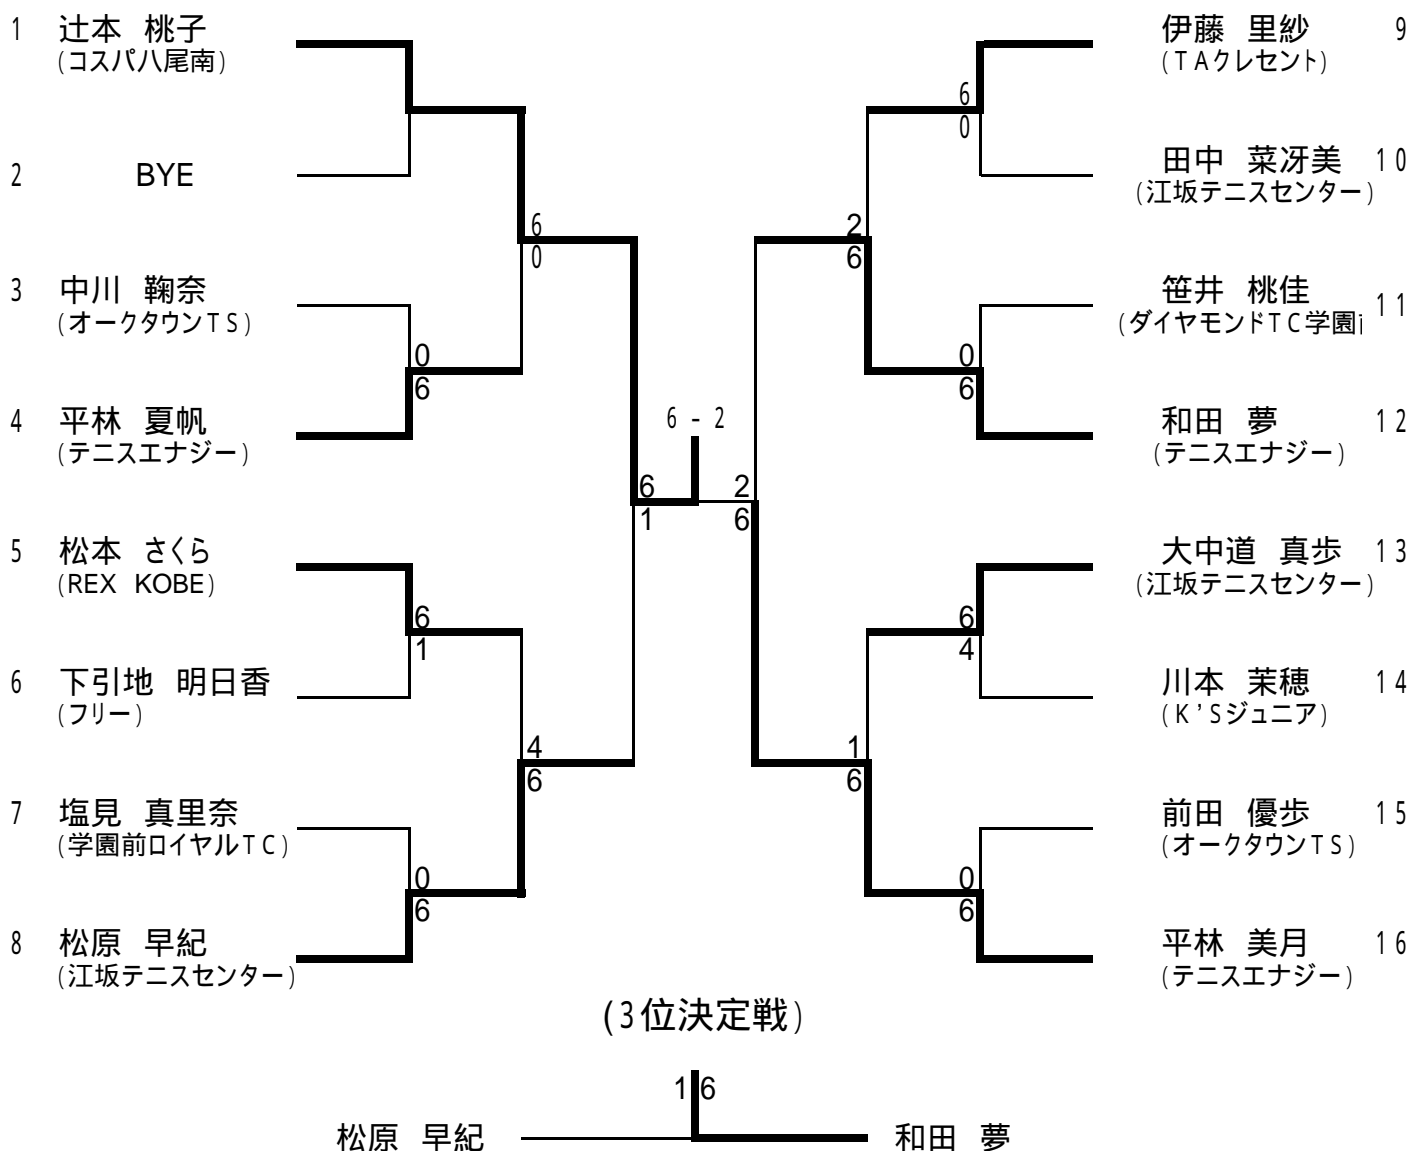 1 辻本 桃子
(コスパ八尾南)
2 BYE
6
0
3 中川 鞠奈
(オークタウンTS)
0
6
4 平林 夏帆
(テニスエナジー)
6
1
5 松本 さくら
(REX KOBE)
6
1
6 下引地 明日香
(フリー)
4
6
7 塩見 真里奈
(学園前ロイヤルTC)
0
6
8 松原 早紀
(江坂テニスセンター)
6 - 2
伊藤 里紗 9
(TAクレセント)
6
0
田中 菜冴美 10
(江坂テニスセンター)
2
6
笹井 桃佳 11
(ダイヤモンドTC学園
0
6
和田 夢 12
(テニスエナジー)
2
6
大中道 真歩 13
(江坂テニスセンター)
6
4
川本 茉穂 14
(K'Sジュニア)
1
6
前田 優歩 15
(オークタウンTS)
0
6
平林 美月 16
(テニスエナジー)
(3位決定戦)
1 6
松原 早紀 和田 夢